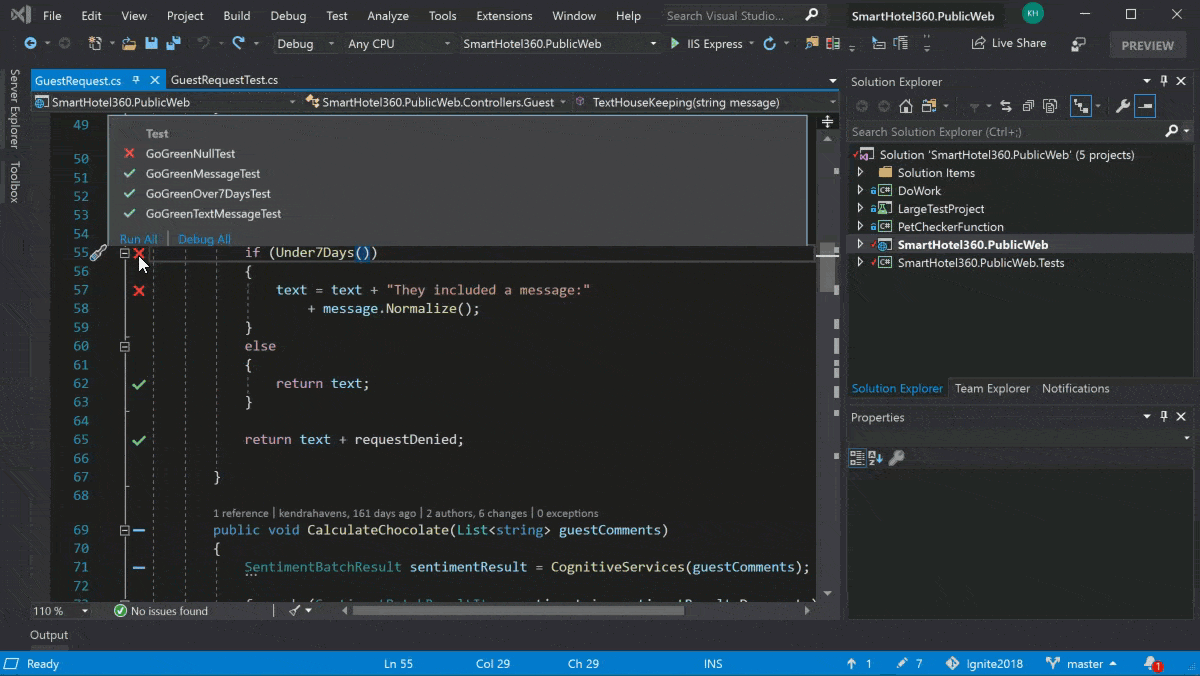 File Edit View Project Build Debug Test Analyze Tools Extensions Window Help Search Visual Studio... SmartHotel360.PublicWeb KH
Debug Any CPU SmartHotel360.PublicWeb IIS Express Live Share PREVIEW
Server Explorer
Toolbox
GuestRequest.cs GuestRequestTest.cs
SmartHotel360.PublicWeb SmartHotel360.PublicWeb.Controllers.Guest TextHouseKeeping(string message)
49
Test
50 GoGreenNullTest
51 GoGreenMessageTest
52 GoGreenOver7DaysTest
53 GoGreenTextMessageTest
54 Run All | Debug All
55 if (Under7Days())
56 {
57 text = text + "They included a message:"
58 + message.Normalize();
59 }
60 else
61 {
62 return text;
63 }
64
65 return text + requestDenied;
66
67 }
68
1 reference | kendrahavens, 161 days ago | 2 authors, 6 changes | 0 exceptions
69 public void CalculateChocolate(List<string> guestComments)
70 {
71 SentimentBatchResult sentimentResult = CognitiveServices(guestComments);
72
110 % No issues found
Output
Solution Explorer
Search Solution Explorer (Ctrl+;)
Solution 'SmartHotel360.PublicWeb' (5 projects)
Solution Items
C# DoWork
LargeTestProject
C# PetCheckerFunction
SmartHotel360.PublicWeb
C# SmartHotel360.PublicWeb.Tests
Solution Explorer Team Explorer Notifications
Properties
Ready Ln 55 Col 29 Ch 29 INS 1 7 Ignite2018 master 1